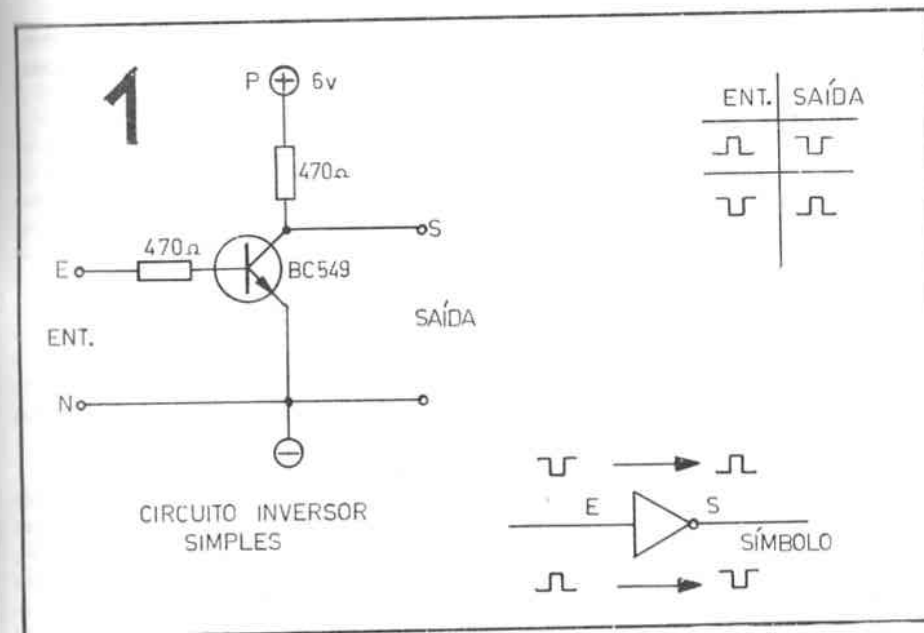 1
P + 6v
470Ω
470Ω
E
BC549
S
ENT.
SAÍDA
N
−
CIRCUITO INVERSOR
SIMPLES
ENT. SAÍDA
E S
SÍMBOLO